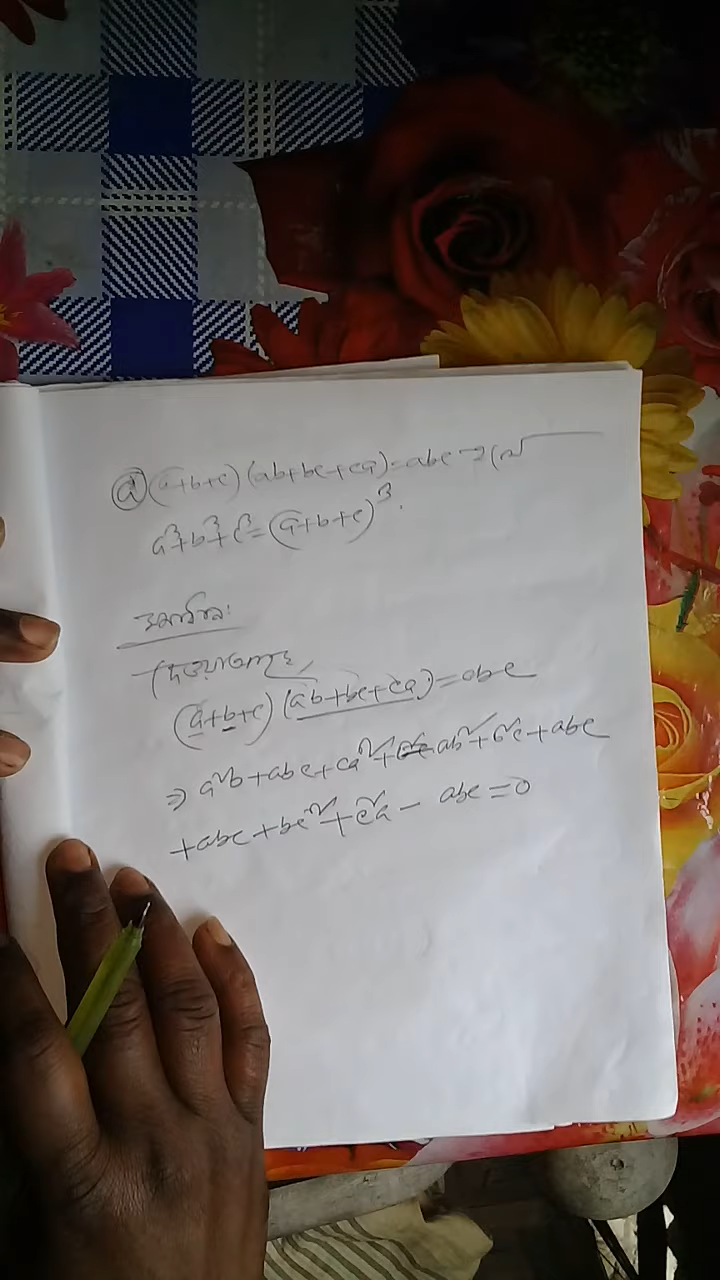 ⓐ (a+b+c) (ab+bc+ca)=abc হলে
a³+b³+c³=(a+b+c)³.
সমাধান:
দেওয়া আছে,
(a+b+c) (ab+bc+ca)=abc
⇒ a²b+abc+ca²+ab²+b²c+abc
+abc+bc²+c²a- abc=0